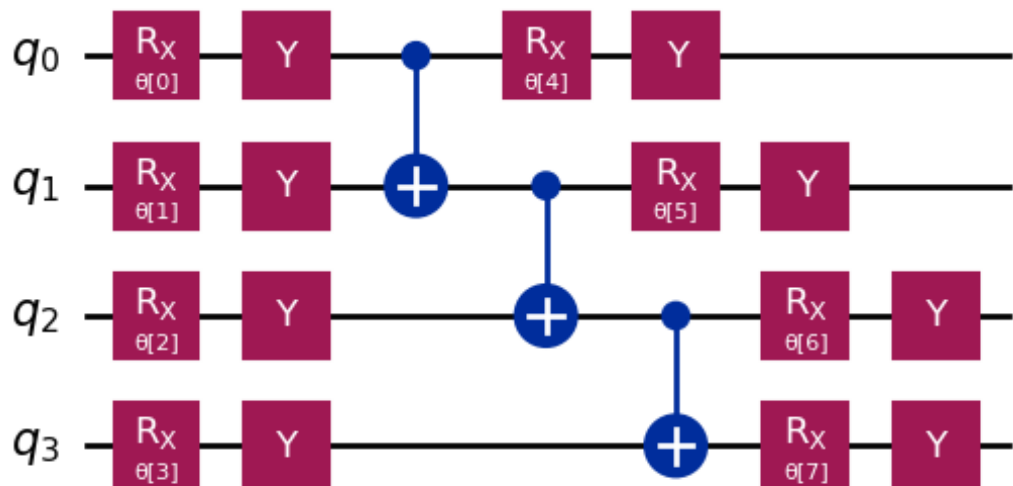 q0 RX θ[0] Y RX θ[4] Y
q1 RX θ[1] Y RX θ[5] Y
q2 RX θ[2] Y RX θ[6] Y
q3 RX θ[3] Y RX θ[7] Y